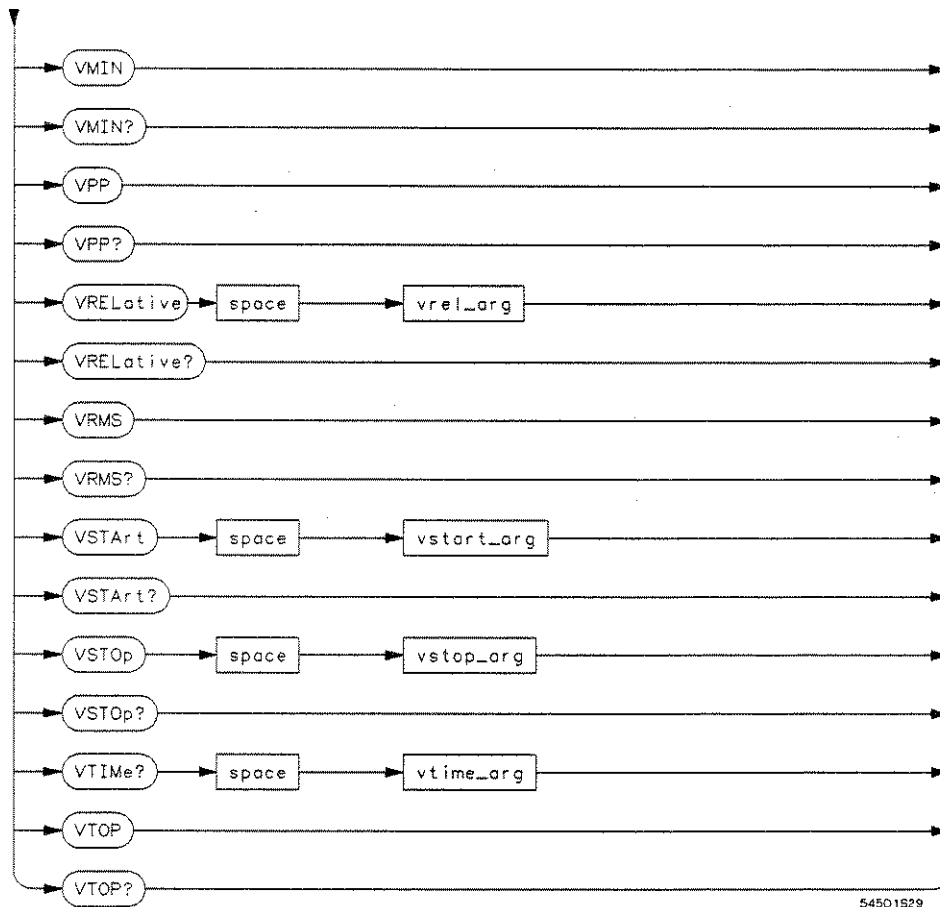 VMIN
VMIN?
VPP
VPP?
VRELative space vrel_arg
VRELative?
VRMS
VRMS?
VSTArt space vstart_arg
VSTArt?
VSTOp space vstop_arg
VSTOp?
VTIMe? space vtime_arg
VTOP
VTOP?
54501S29